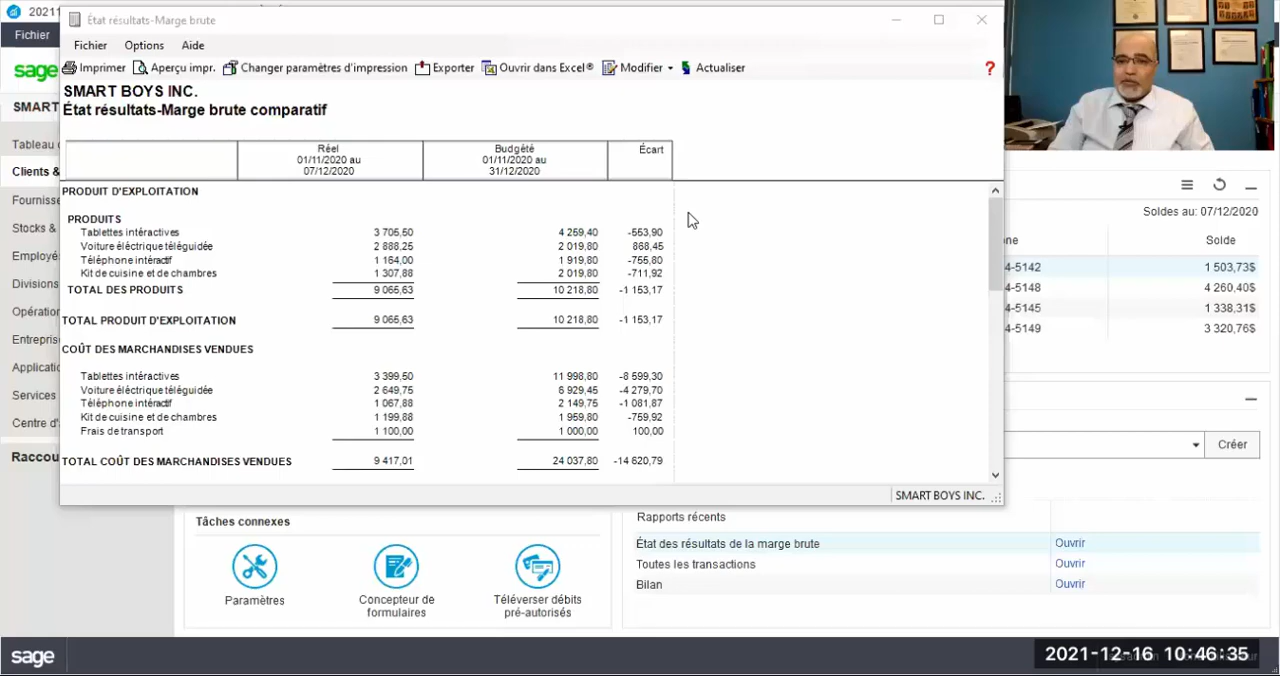 20211
État résultats-Marge brute
Fichier
Fichier Options Aide
sage
Imprimer Aperçu impr. Changer paramètres d'impression Exporter Ouvrir dans Excel® Modifier Actualiser ?
SMART
SMART BOYS INC.
État résultats-Marge brute comparatif
Réel Budgété Écart
01/11/2020 au 01/11/2020 au
07/12/2020 31/12/2020
Tableau
Clients &
Fourniss
Stocks &
Employé
Divisions
Opératio
Entrepris
Applicati
Services
Centre d'
Raccou
PRODUIT D'EXPLOITATION
PRODUITS
Tablettes intéractives 3 705,50 4 259,40 -553,90
Voiture éléctrique téléguidée 2 888,25 2 019,80 868,45
Téléphone intéractif 1 164,00 1 919,80 -755,80
Kit de cuisine et de chambres 1 307,88 2 019,80 -711,92
TOTAL DES PRODUITS 9 065,63 10 218,80 -1 153,17
TOTAL PRODUIT D'EXPLOITATION 9 065,63 10 218,80 -1 153,17
COÛT DES MARCHANDISES VENDUES
Tablettes intéractives 3 399,50 11 998,80 -8 599,30
Voiture éléctrique téléguidée 2 649,75 6 929,45 -4 279,70
Téléphone intéractif 1 067,88 2 149,75 -1 081,87
Kit de cuisine et de chambres 1 199,88 1 959,80 -759,92
Frais de transport 1 100,00 1 000,00 100,00
TOTAL COÛT DES MARCHANDISES VENDUES 9 417,01 24 037,80 -14 620,79
SMART BOYS INC.
Soldes au: 07/12/2020
ne Solde
4-5142 1 503,73$
4-5148 4 260,40$
4-5145 1 338,31$
4-5149 3 320,76$
Créer
Tâches connexes
Paramètres
Concepteur de
formulaires
Téléverser débits
pré-autorisés
Rapports récents
État des résultats de la marge brute Ouvrir
Toutes les transactions Ouvrir
Bilan Ouvrir
sage
2021-12-16 10:46:35